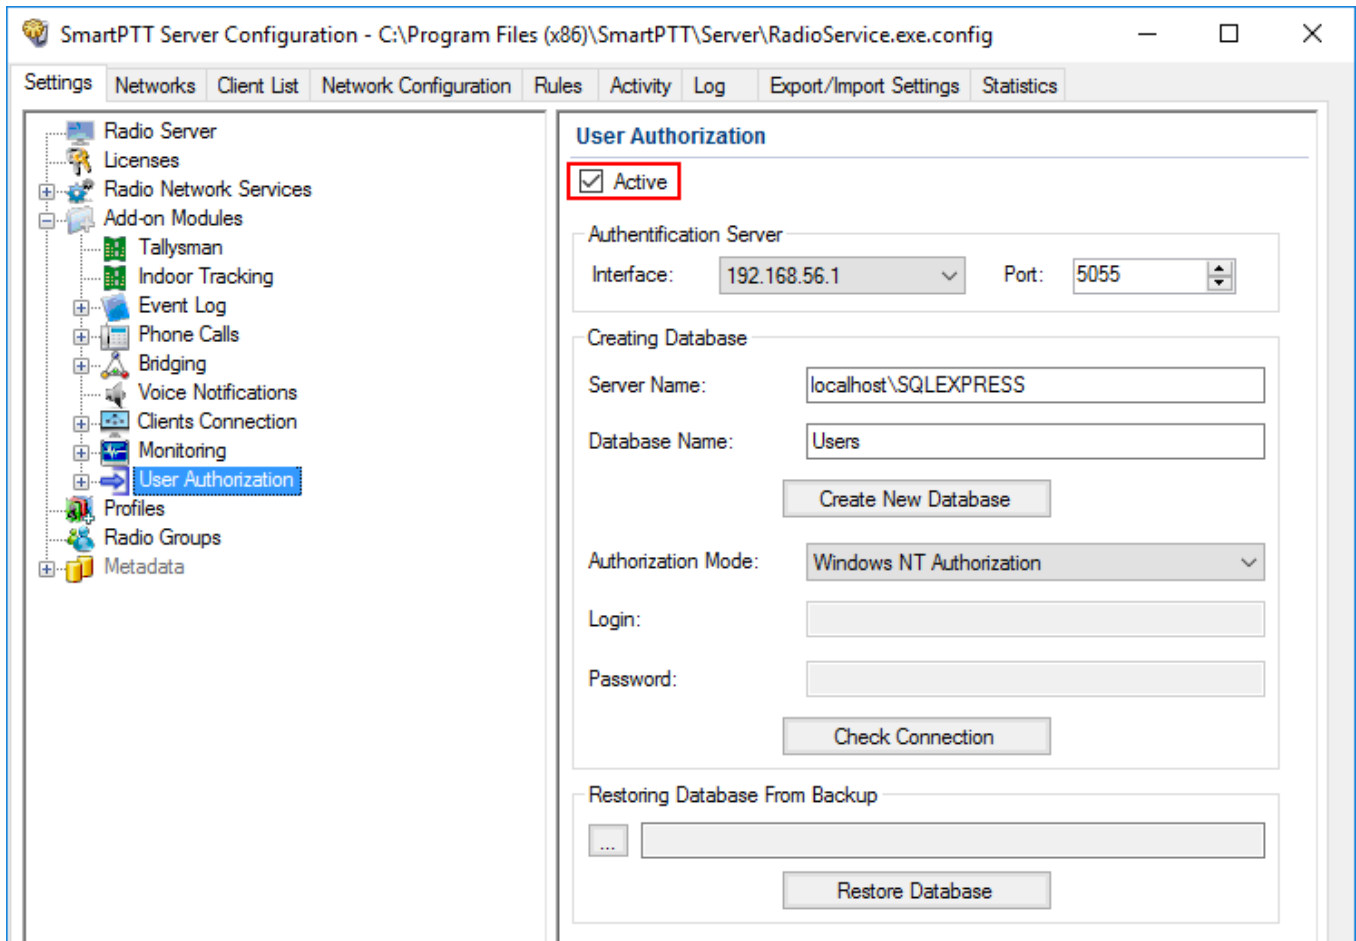 SmartPTT Server Configuration - C:\Program Files (x86)\SmartPTT\Server\RadioService.exe.config
Settings Networks Client List Network Configuration Rules Activity Log Export/Import Settings Statistics
Radio Server
Licenses
Radio Network Services
Add-on Modules
Tallysman
Indoor Tracking
Event Log
Phone Calls
Bridging
Voice Notifications
Clients Connection
Monitoring
User Authorization
Profiles
Radio Groups
Metadata
User Authorization
Active
Authentification Server
Interface: 192.168.56.1 Port: 5055
Creating Database
Server Name: localhost\SQLEXPRESS
Database Name: Users
Create New Database
Authorization Mode: Windows NT Authorization
Login:
Password:
Check Connection
Restoring Database From Backup
...
Restore Database